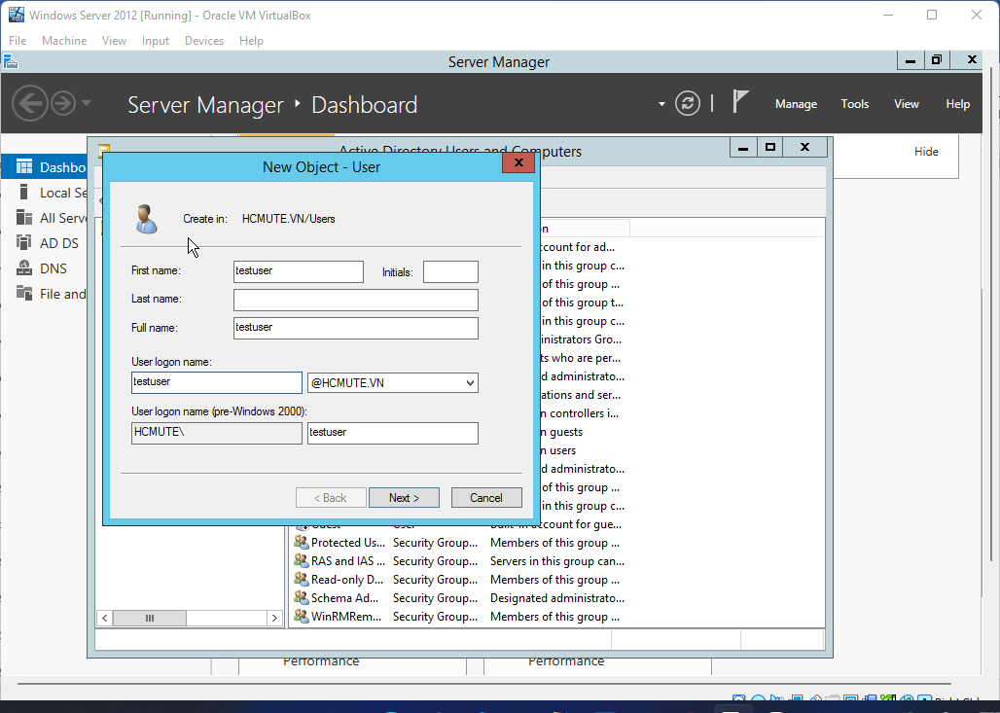 Windows Server 2012 [Running] - Oracle VM VirtualBox
File Machine View Input Devices Help
Server Manager
Server Manager Dashboard
Manage Tools View Help
Active Directory Users and Computers
Hide
New Object - User
Dashbo
Local Se
All Serve
AD DS
DNS
File and
Create in: HCMUTE.VN/Users
First name: testuser Initials:
Last name:
Full name: testuser
User logon name:
testuser @HCMUTE.VN
User logon name (pre-Windows 2000):
HCMUTE\ testuser
< Back Next > Cancel
n
ccount for ad...
in this group c...
of this group ...
of this group t...
in this group c...
inistrators Gro...
ts who are per...
d administrato...
ations and ser...
n controllers i...
n guests
n users
d administrato...
of this group ...
in this group c...
Guest User Built-in account for gue...
Protected Us... Security Group... Members of this group ...
RAS and IAS ... Security Group... Servers in this group can...
Read-only D... Security Group... Members of this group ...
Schema Ad... Security Group... Designated administrato...
WinRMRem... Security Group... Members of this group ...
Performance Performance